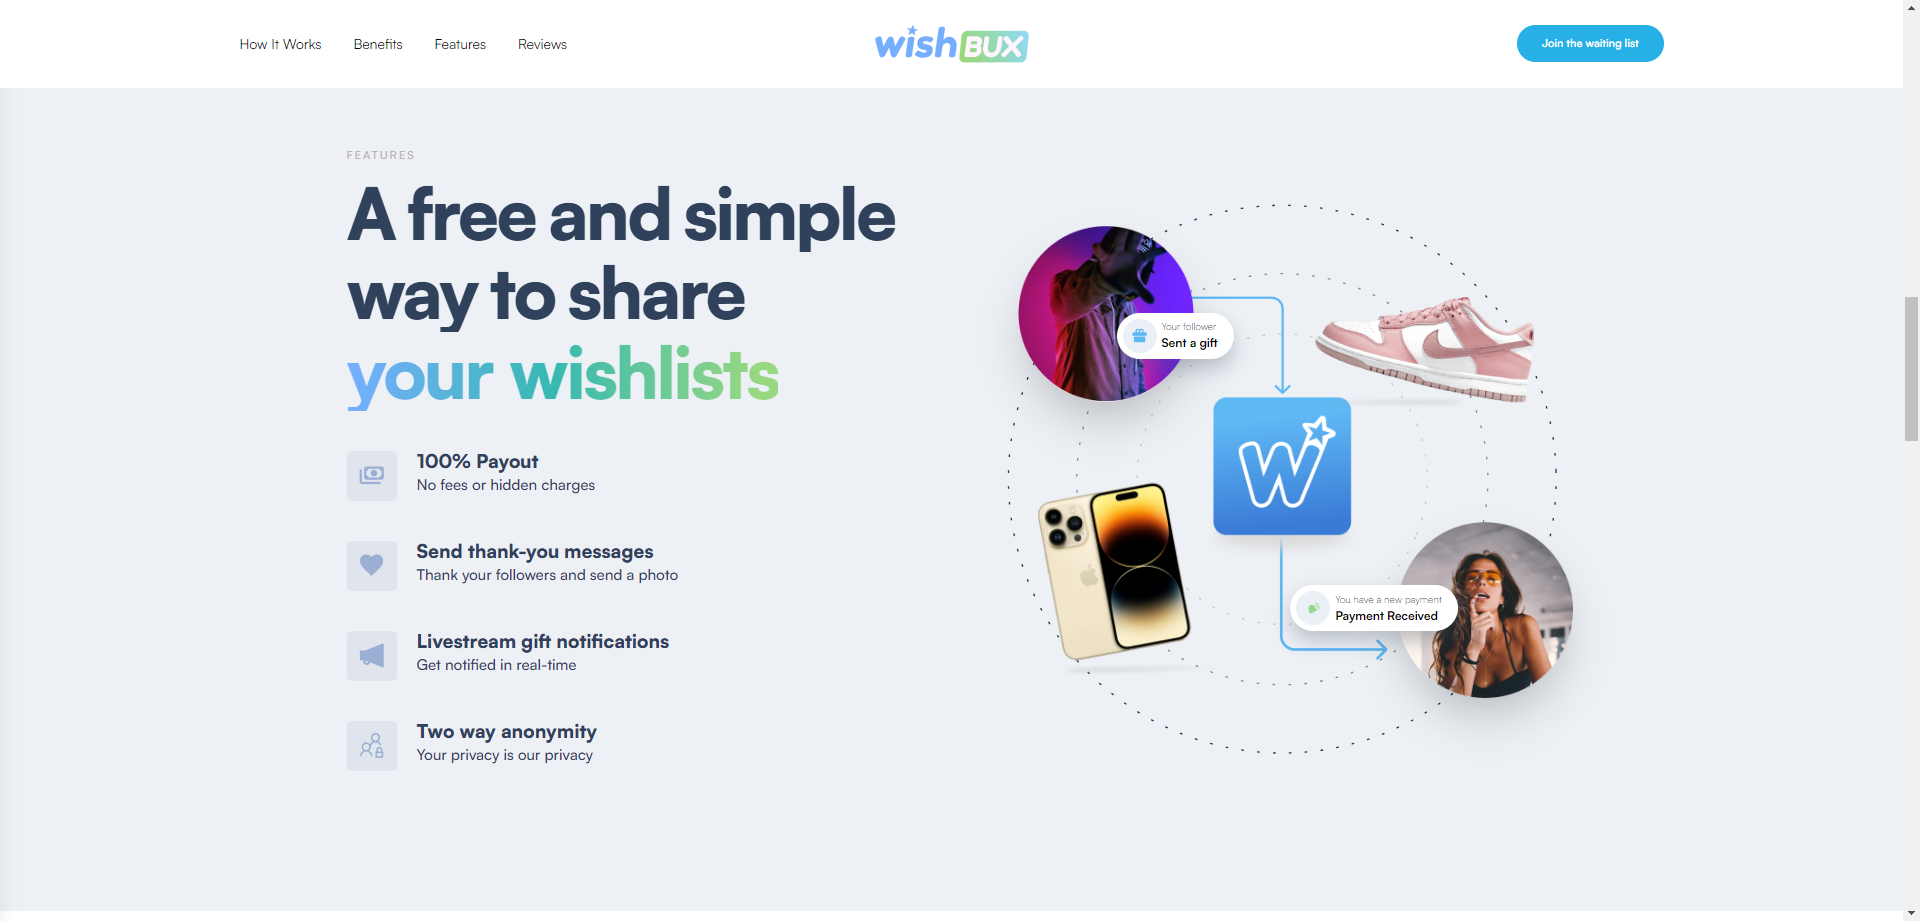 How It Works
Benefits
Features
Reviews
wishBUX
Join the waiting list
FEATURES
A free and simple
way to share
your wishlists
100% Payout
No fees or hidden charges
Send thank-you messages
Thank your followers and send a photo
Livestream gift notifications
Get notified in real-time
Two way anonymity
Your privacy is our privacy
Your follower
Sent a gift
W
You have a new payment
Payment Received